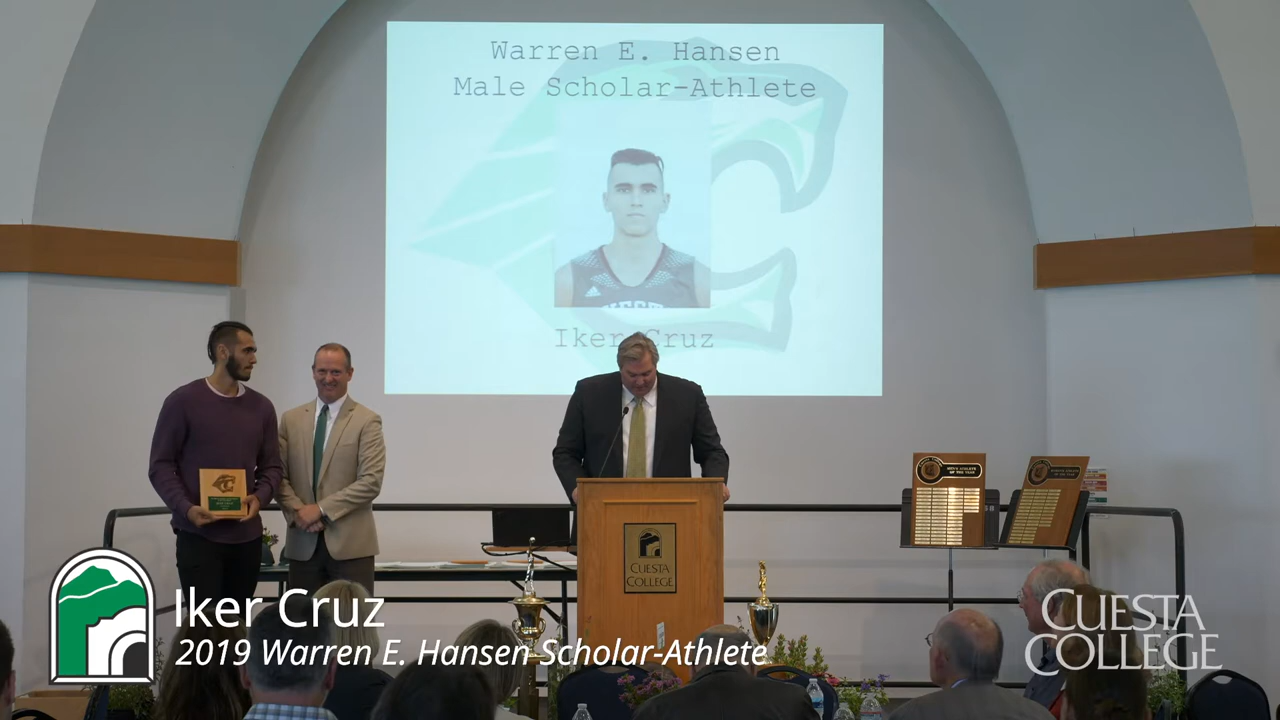 Warren E. Hansen
Male Scholar-Athlete
Iker Cruz
CUESTA
COLLEGE
Iker Cruz
2019 Warren E. Hansen Scholar-Athlete
CUESTA
COLLEGE